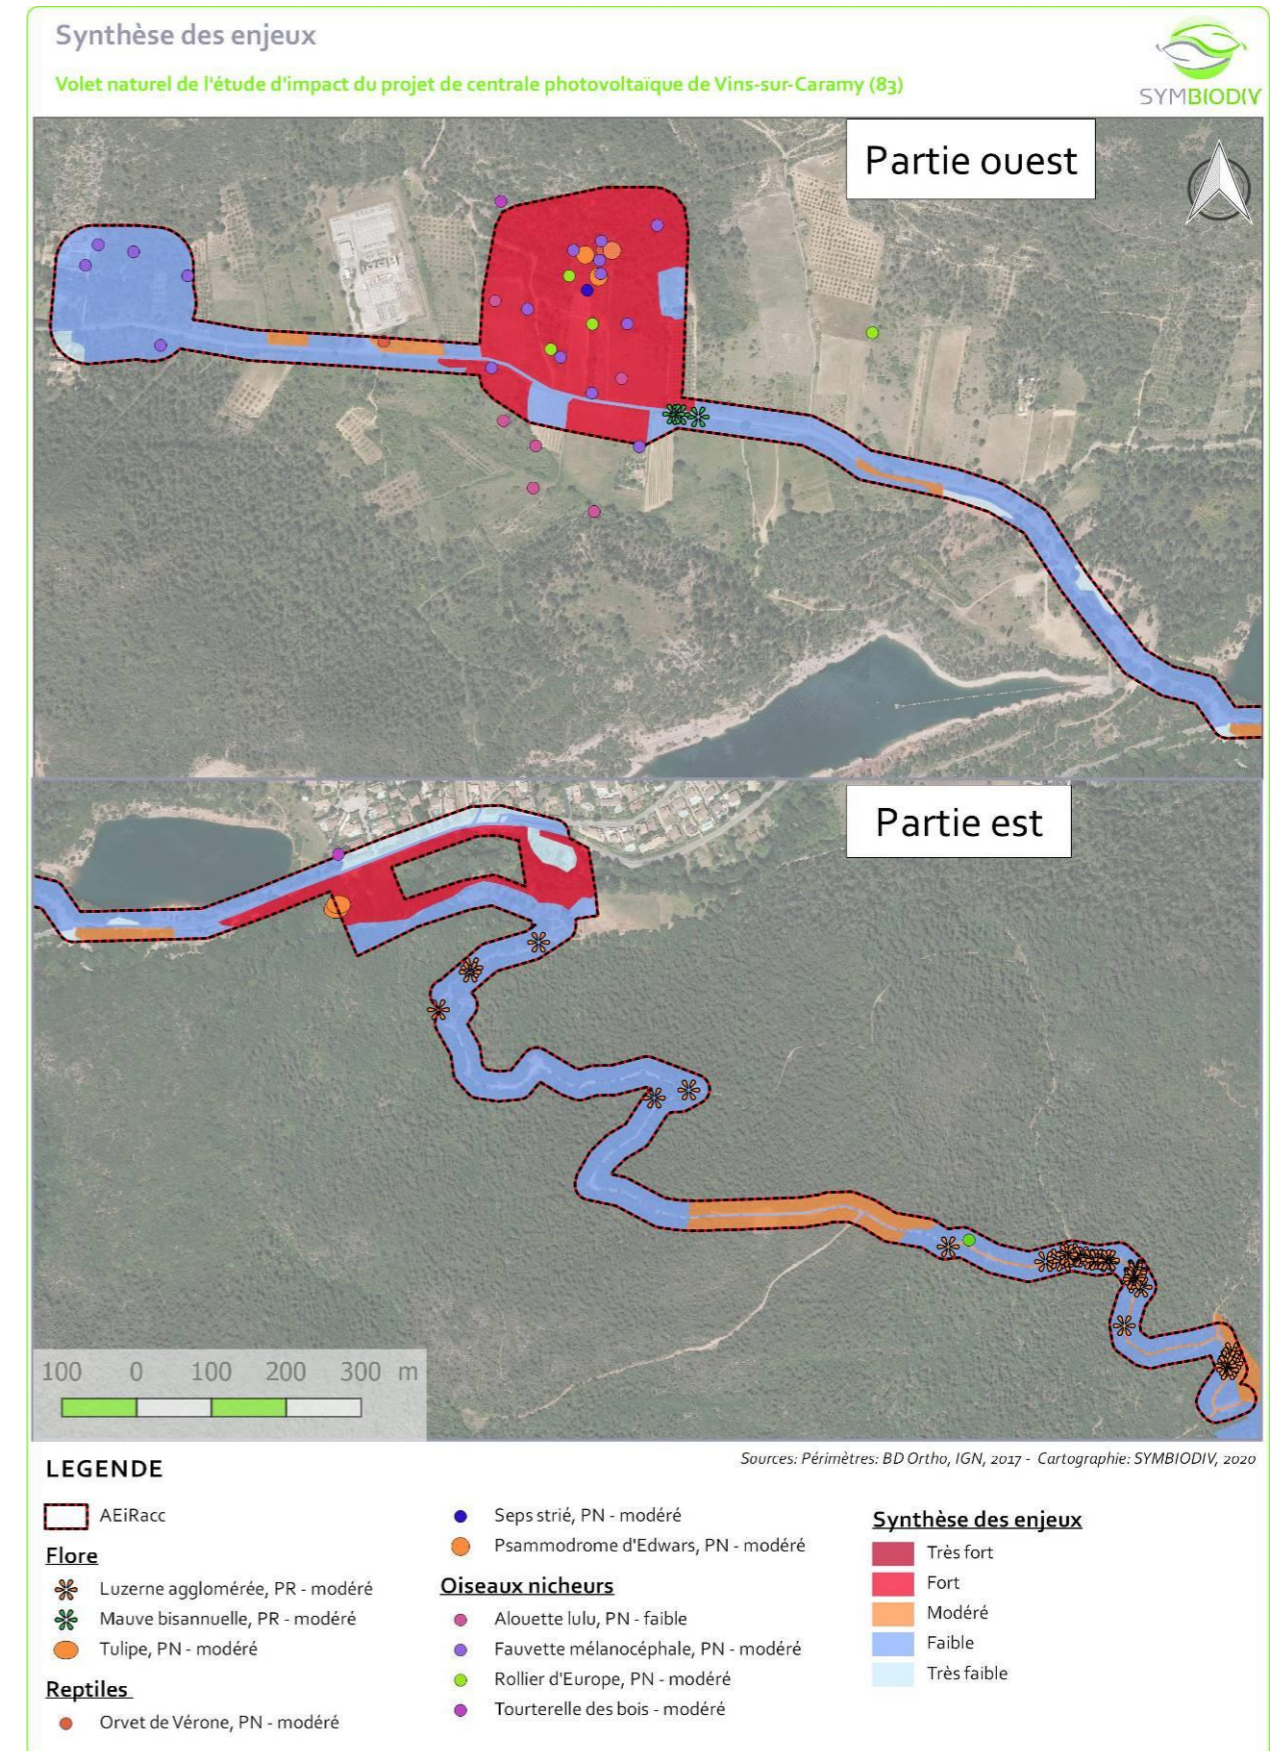 Synthèse des enjeux
Volet naturel de l'étude d'impact du projet de centrale photovoltaïque de Vins-sur-Caramy (83)
SYMBIODIV
Partie ouest
Partie est
100 0 100 200 300 m
Sources: Périmètres: BD Ortho, IGN, 2017 - Cartographie: SYMBIODIV, 2020
LEGENDE
AEiRacc
Flore
Luzerne agglomérée, PR - modéré
Mauve bisannuelle, PR - modéré
Tulipe, PN - modéré
Reptiles
Orvet de Vérone, PN - modéré
Seps strié, PN - modéré
Psammodrome d'Edwars, PN - modéré
Oiseaux nicheurs
Alouette lulu, PN - faible
Fauvette mélanocéphale, PN - modéré
Rollier d'Europe, PN - modéré
Tourterelle des bois - modéré
Synthèse des enjeux
Très fort
Fort
Modéré
Faible
Très faible